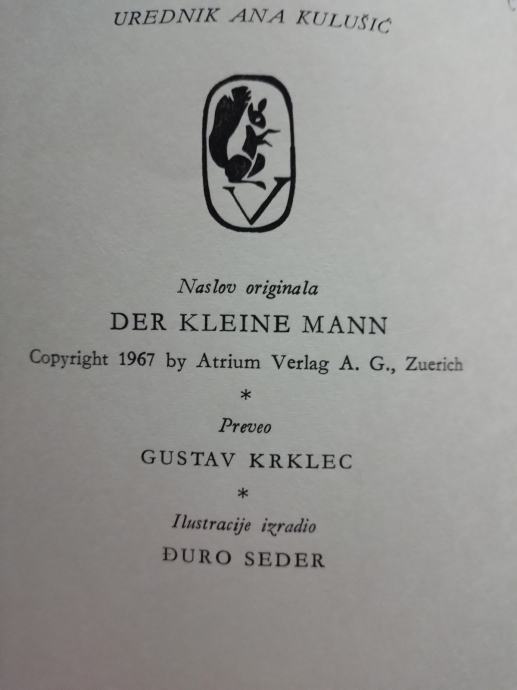 UREDNIK ANA KULUŠIĆ
V
Naslov originala
DER KLEINE MANN
Copyright 1967 by Atrium Verlag A. G., Zuerich
*
Preveo
GUSTAV KRKLEC
*
Ilustracije izradio
ĐURO SEDER